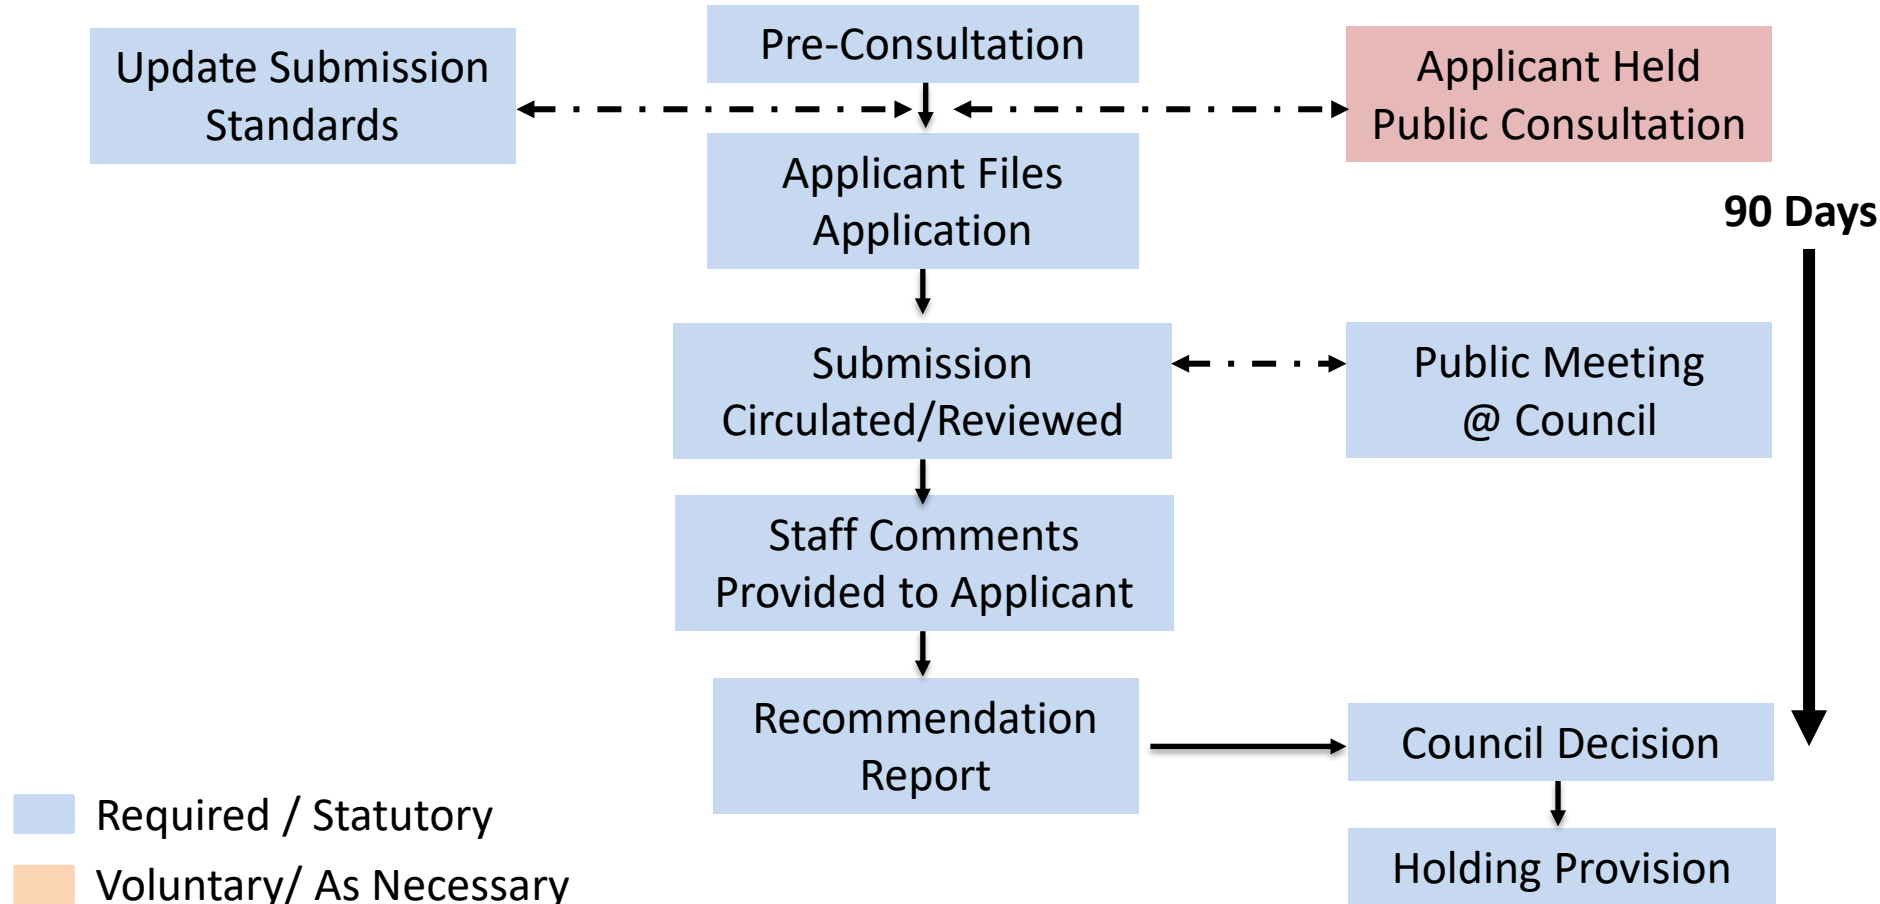 Pre-Consultation
Update Submission
Standards
Applicant Held
Public Consultation
Applicant Files
Application
90 Days
Submission
Circulated/Reviewed
Public Meeting
@ Council
Staff Comments
Provided to Applicant
Recommendation
Report
Council Decision
Required / Statutory
Holding Provision
Voluntary/ As Necessary